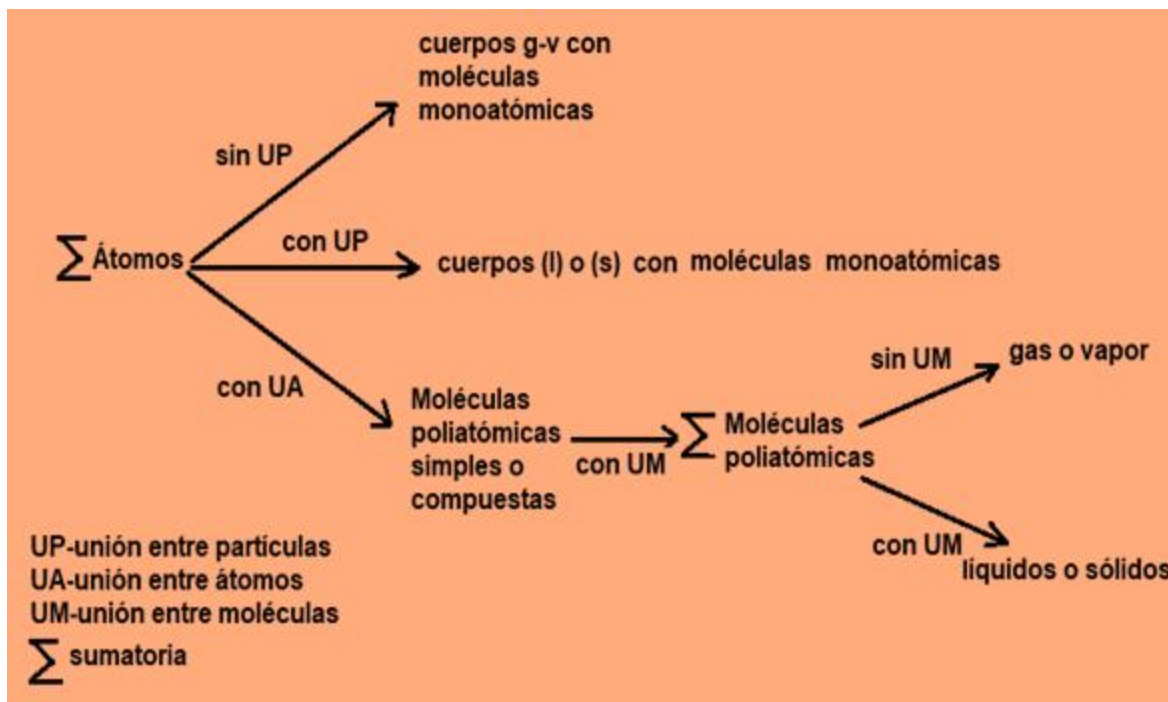 cuerpos g-v con
moléculas
monoatómicas
sin UP
∑ Átomos
con UP
cuerpos (l) o (s) con moléculas monoatómicas
con UA
Moléculas
poliatómicas
simples o
compuestas
con UM
∑ Moléculas
poliatómicas
sin UM
gas o vapor
con UM
líquidos o sólidos
UP-unión entre partículas
UA-unión entre átomos
UM-unión entre moléculas
∑ sumatoria